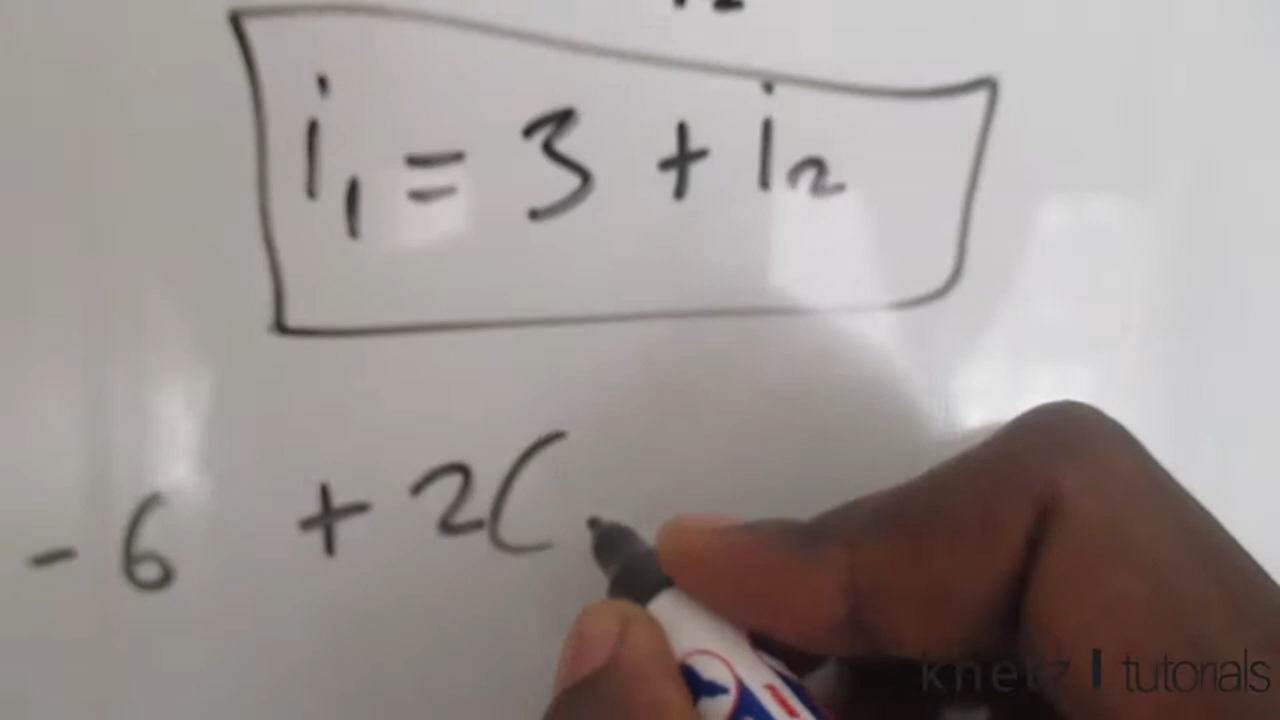 i₁ = 3 + i₂
- 6 + 2(
knetz | tutorials